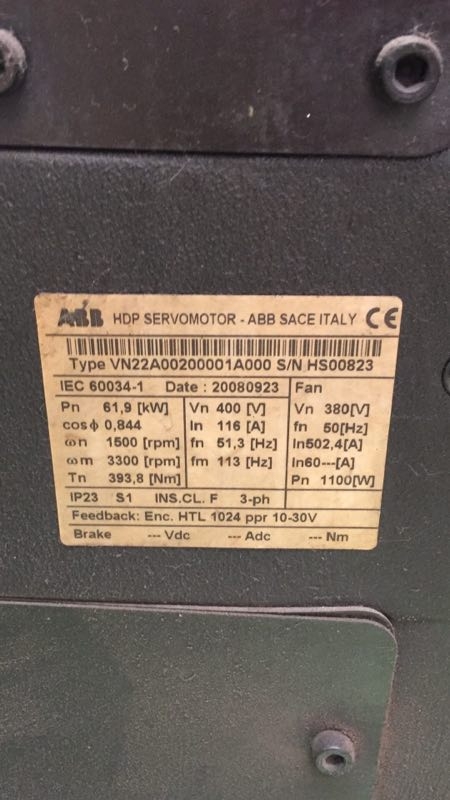 ABB HDP SERVOMOTOR - ABB SACE ITALY CE
Type VN22A00200001A000 S/N HS00823
IEC 60034-1 Date : 20080923 Fan
Pn 61,9 [kW] Vn 400 [V] Vn 380[V]
cosϕ 0,844 In 116 [A] fn 50[Hz]
ωn 1500 [rpm] fn 51,3 [Hz] In502,4[A]
ωm 3300 [rpm] fm 113 [Hz] In60---[A]
Tn 393,8 [Nm] Pn 1100[W]
IP23 S1 INS.CL. F 3-ph
Feedback: Enc. HTL 1024 ppr 10-30V
Brake --- Vdc --- Adc --- Nm